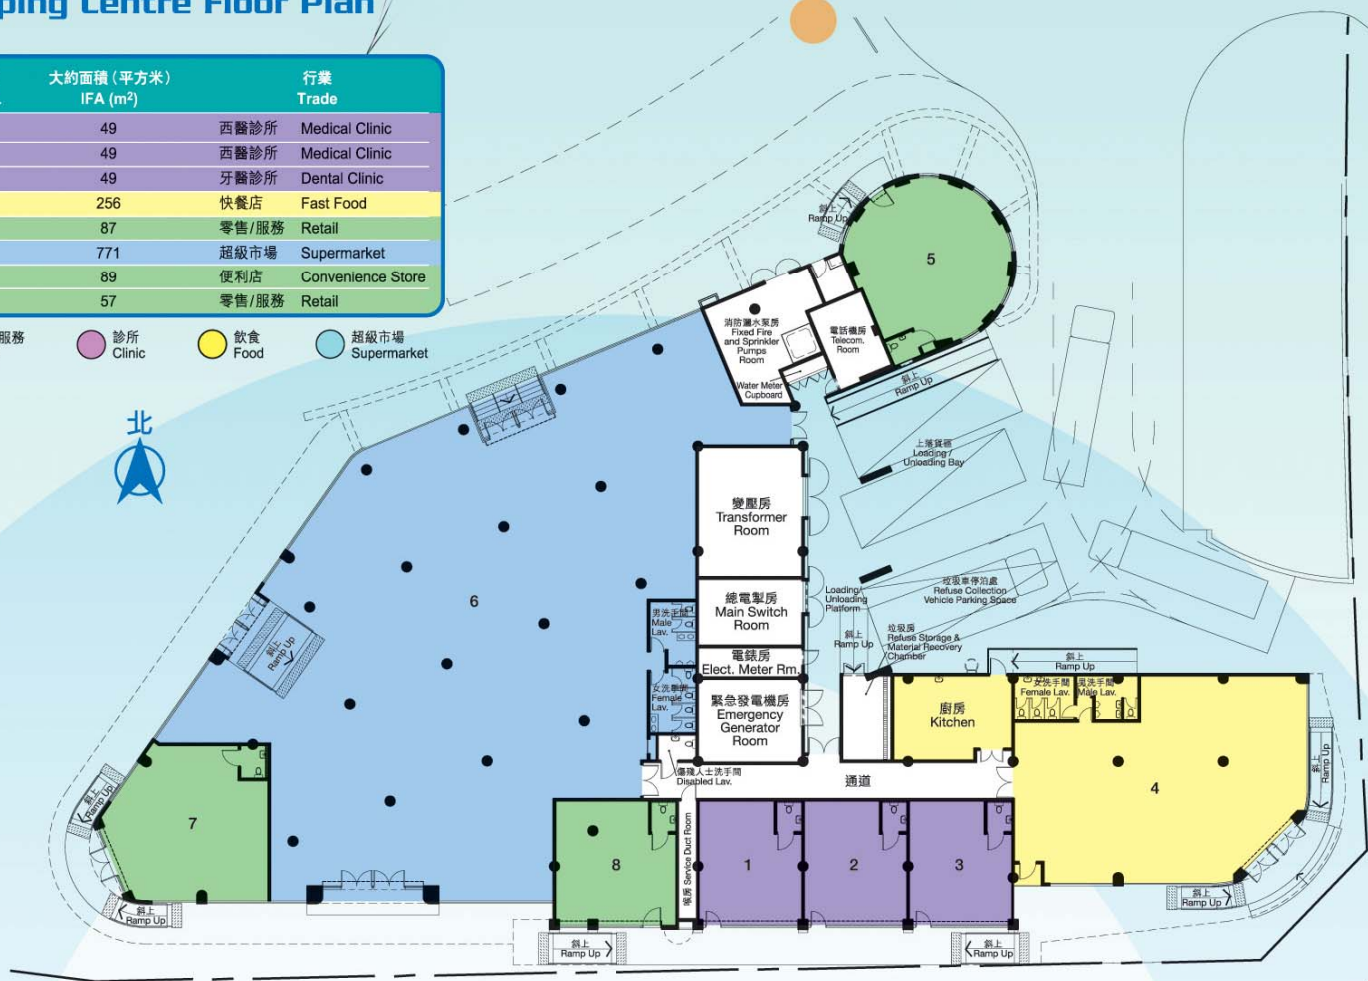 ping Centre Floor Plan
大約面積(平方米) 行業
IFA (m²) Trade
49 西醫診所 Medical Clinic
49 西醫診所 Medical Clinic
49 牙醫診所 Dental Clinic
256 快餐店 Fast Food
87 零售/服務 Retail
771 超級市場 Supermarket
89 便利店 Convenience Store
57 零售/服務 Retail
服務 診所 飲食 超級市場
Clinic Food Supermarket
北
斜上
Ramp Up
5
消防灑水泵房
Fixed Fire
and Sprinkler
Pumps
Room
電話機房
Telecom.
Room
Water Meter
Cupboard
斜上
Ramp Up
上落貨區
Loading /
Unloading Bay
變壓房
Transformer
Room
總電掣房
Main Switch
Room
電錶房
Elect. Meter Rm.
緊急發電機房
Emergency
Generator
Room
Loading/
Unloading
Platform
垃圾車停泊處
Refuse Collection
Vehicle Parking Space
垃圾房
Refuse Storage &
Material Recovery
Chamber
斜上
Ramp Up
斜上
Ramp Up
6
男洗手間
Male
Lav.
女洗手間
Female
Lav.
斜上
Ramp Up
廚房
Kitchen
女洗手間
Female Lav.
男洗手間
Male Lav.
斜上
Ramp Up
傷殘人士洗手間
Disabled Lav.
通道
4
斜上
Ramp Up
7
8
喉房 Service Duct Room
1
2
3
斜上
Ramp Up
斜上
Ramp Up
斜上
Ramp Up
斜上
Ramp Up